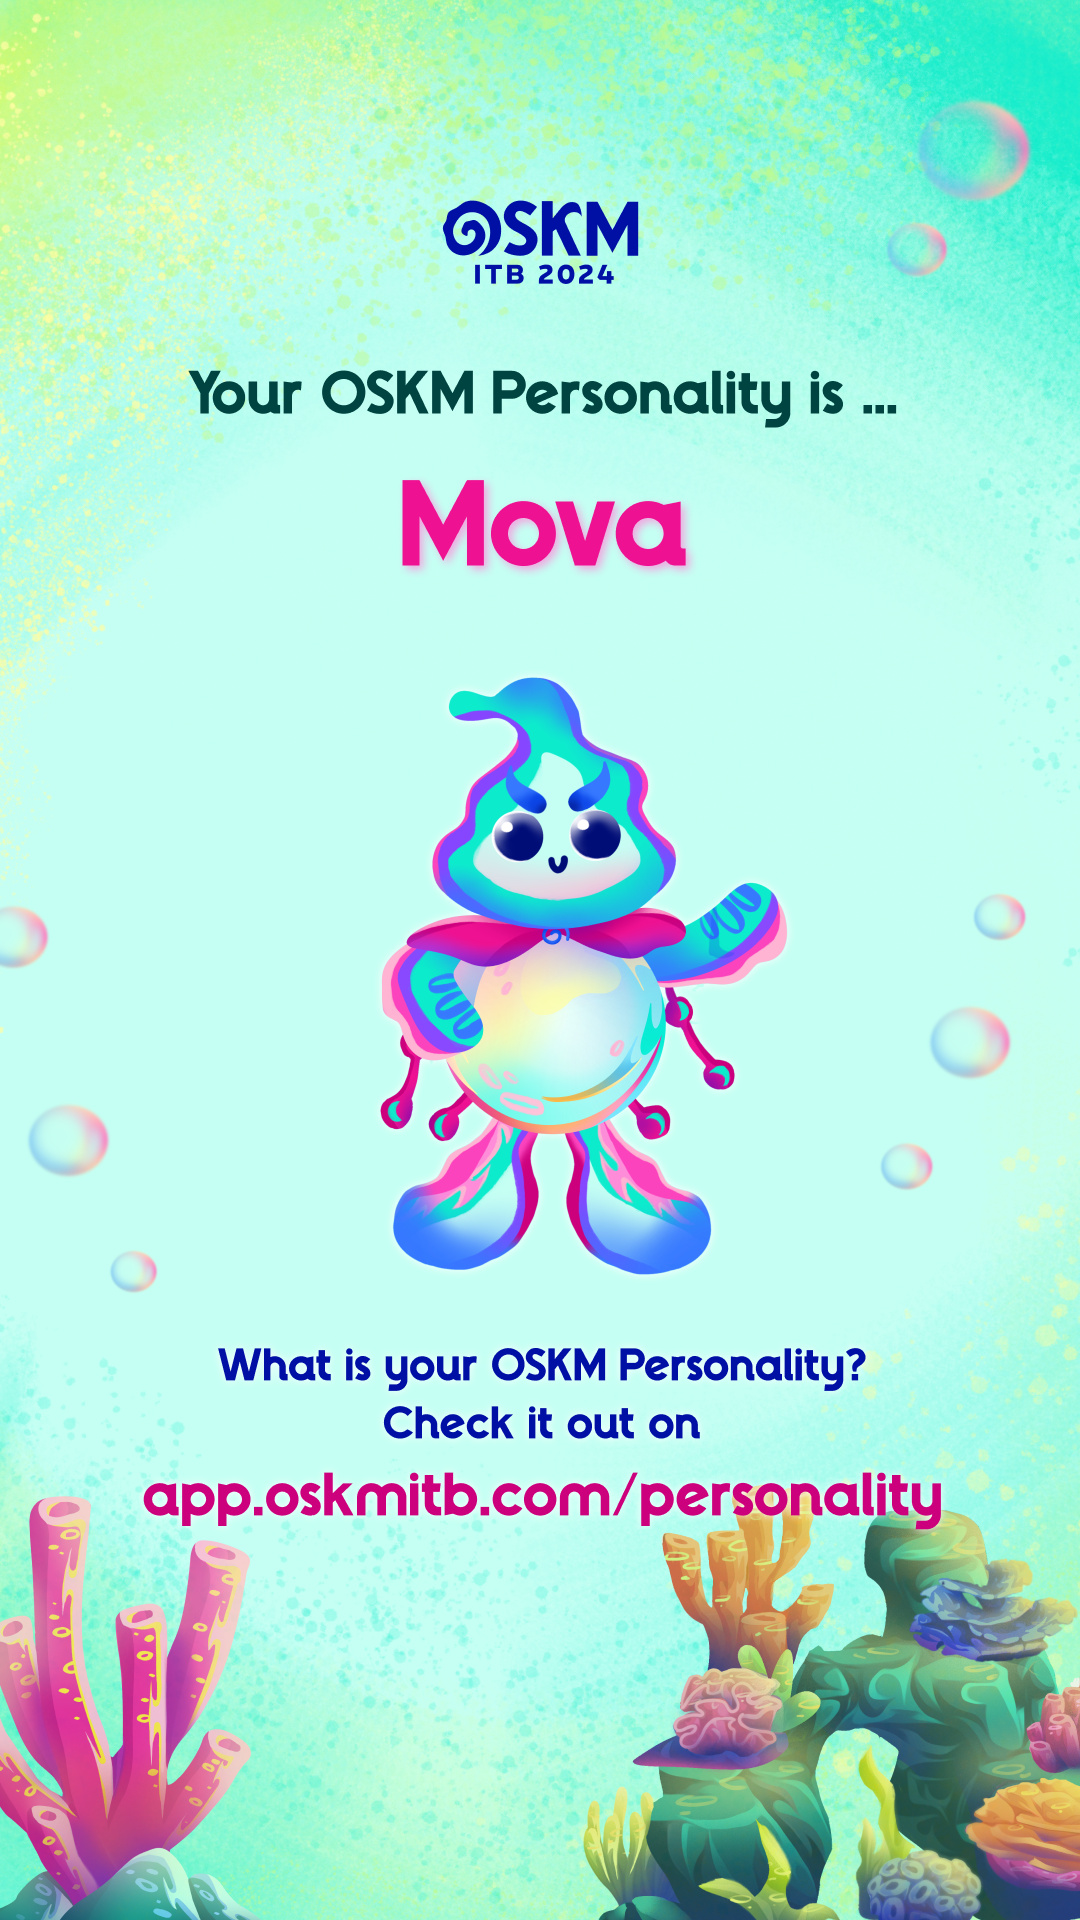 OSKM
ITB 2024
Your OSKM Personality is ...
Mova
What is your OSKM Personality?
Check it out on
app.oskmitb.com/personality